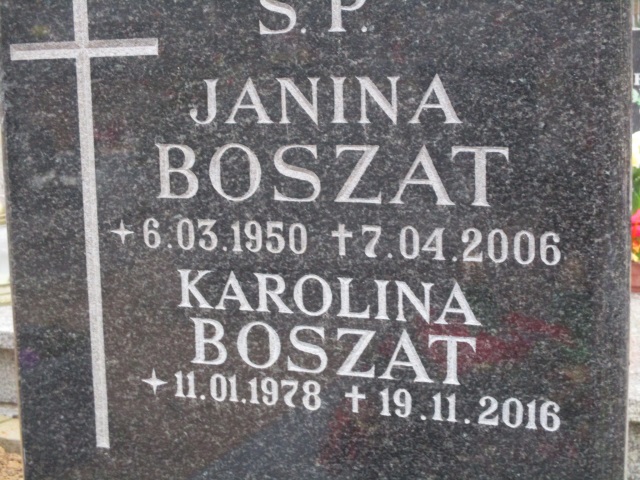 Ś. P.
JANINA
BOSZAT
6.03.1950 †7.04.2006
KAROLINA
BOSZAT
11.01.1978 †19.11.2016